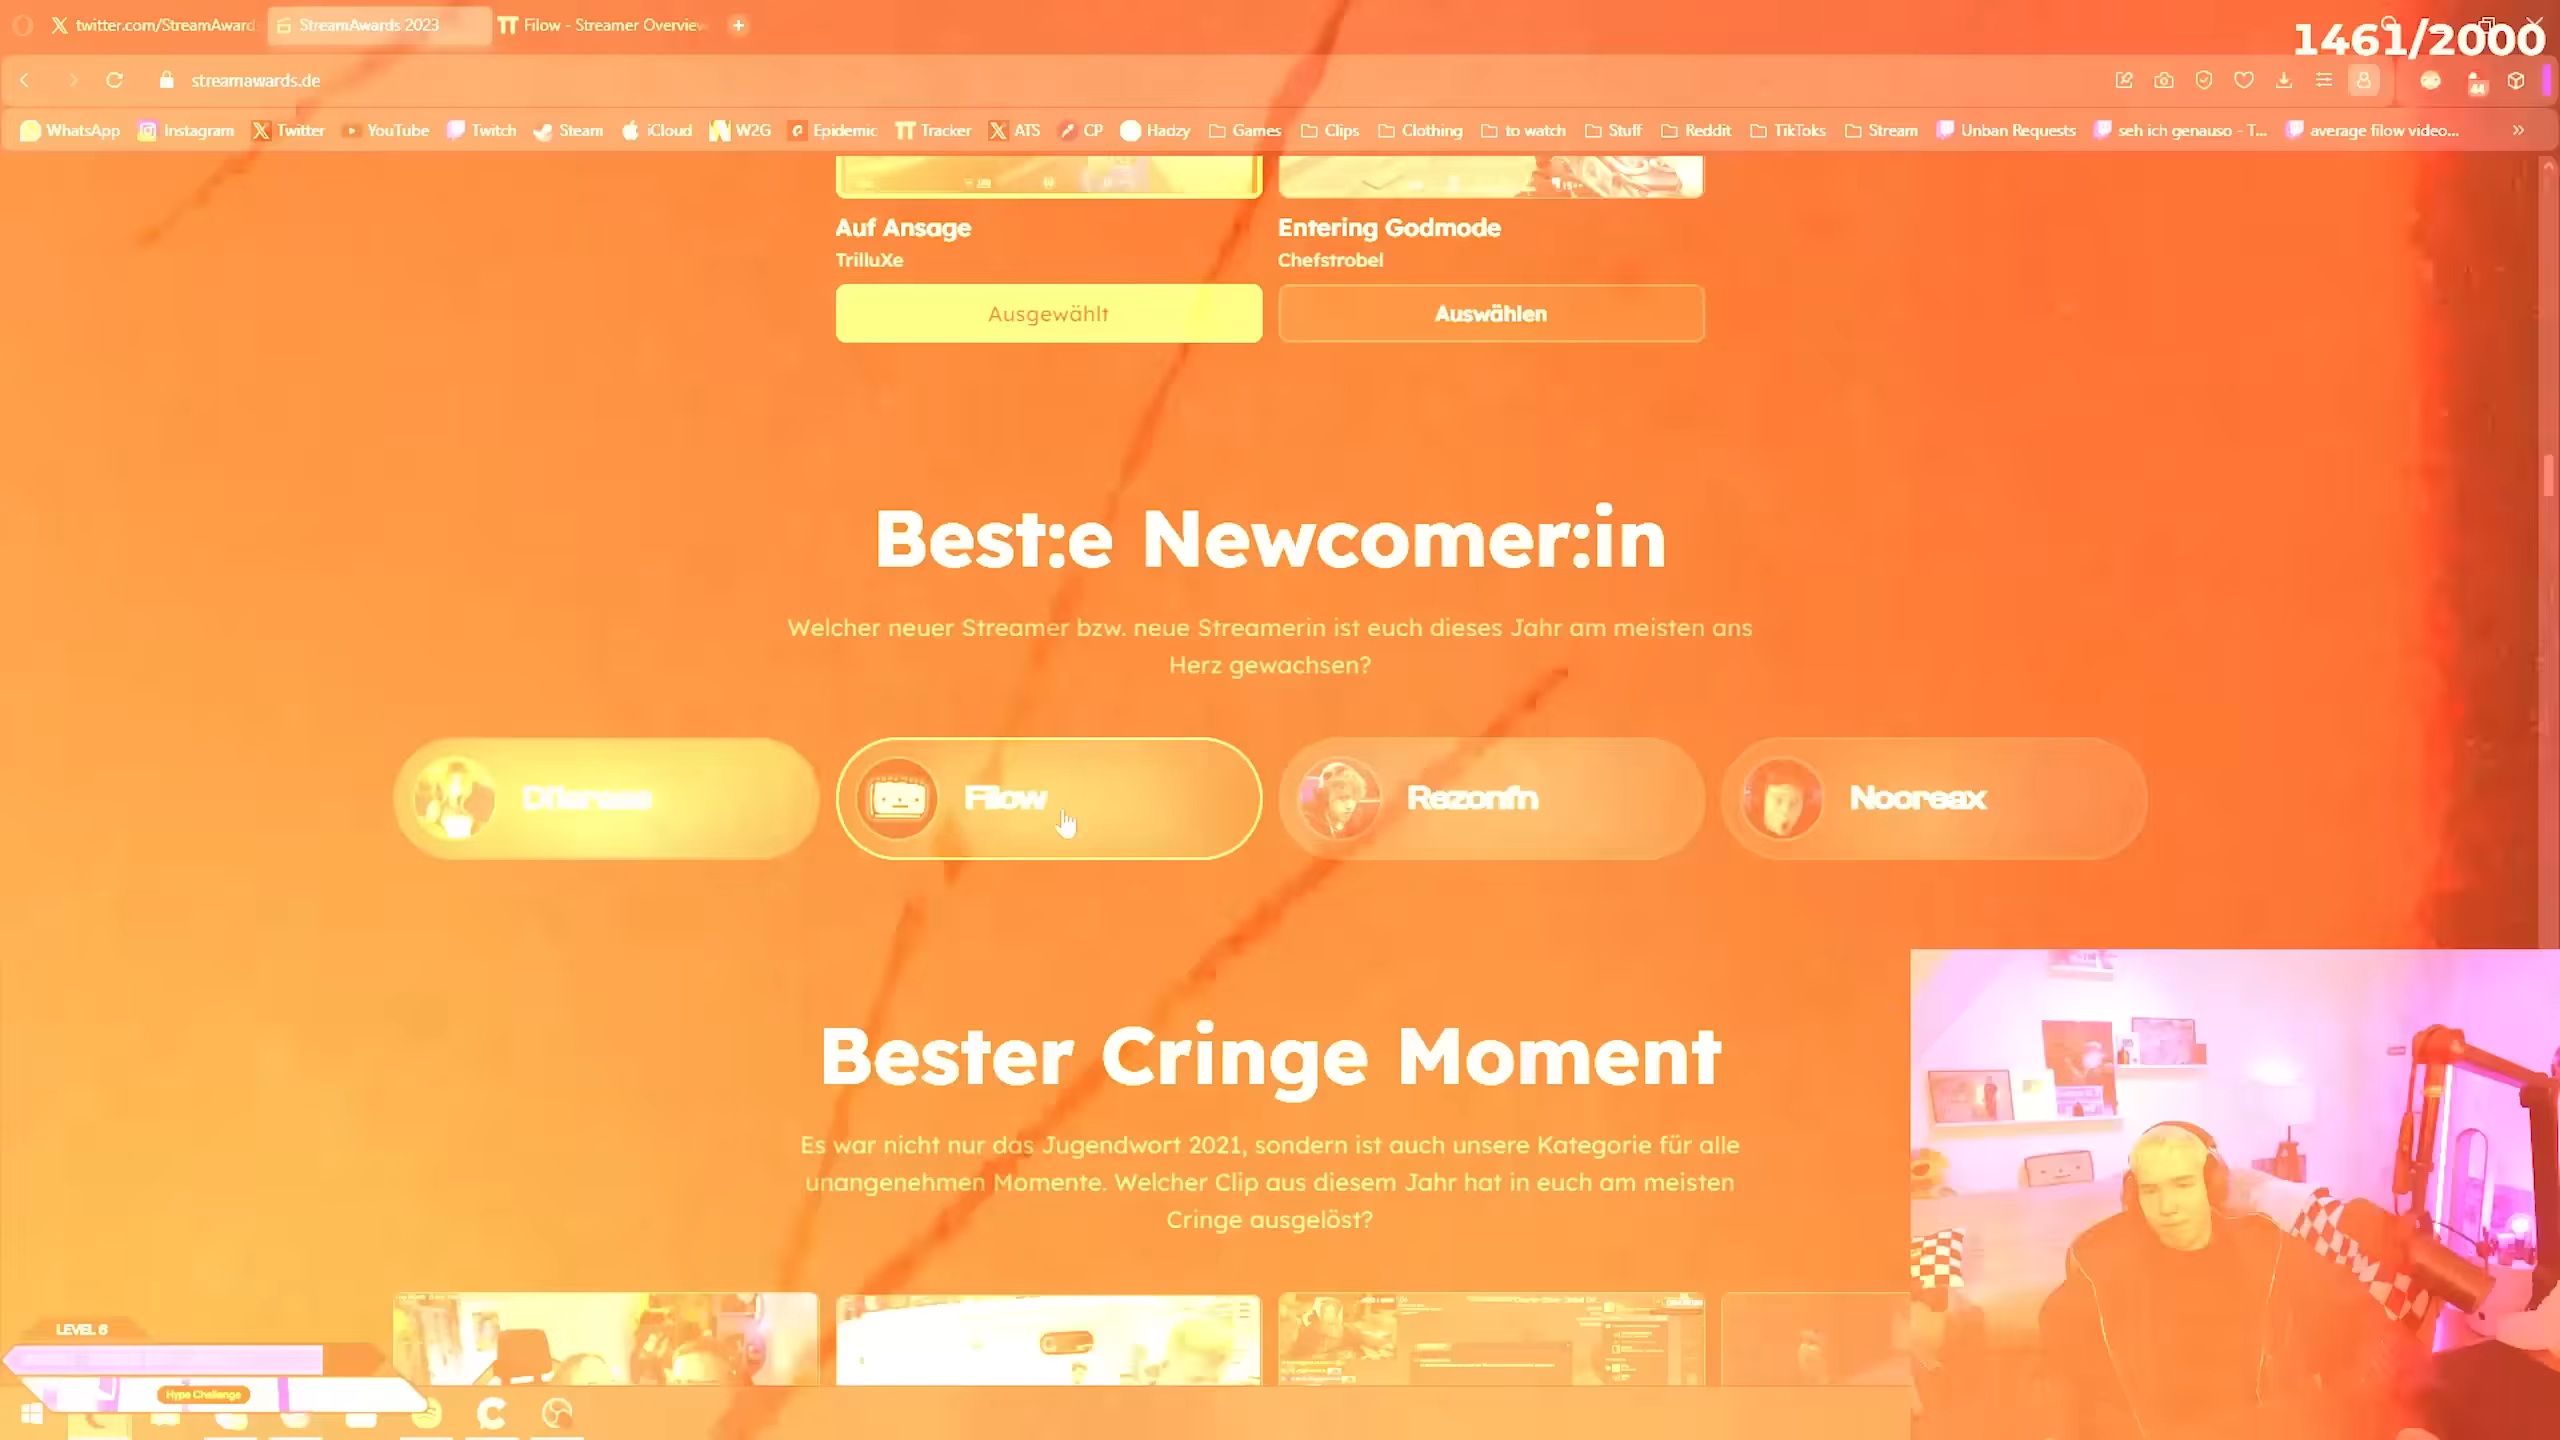 twitter.com/StreamAward
StreamAwards 2023
Filow - Streamer Overview
1461/2000
streamawards.de
WhatsApp
Instagram
Twitter
YouTube
Twitch
Steam
iCloud
W2G
Epidemic
Tracker
ATS
CP
Hadzy
Games
Clips
Clothing
to watch
Stuff
Reddit
TikToks
Stream
Unban Requests
seh ich genauso - T...
average filow video...
Auf Ansage
TrilluXe
Ausgewählt
Entering Godmode
Chefstrobel
Auswählen
Best:e Newcomer:in
Welcher neuer Streamer bzw. neue Streamerin ist euch dieses Jahr am meisten ans
Herz gewachsen?
Filow
Rezonfn
Nooreax
Bester Cringe Moment
Es war nicht nur das Jugendwort 2021, sondern ist auch unsere Kategorie für alle
unangenehmen Momente. Welcher Clip aus diesem Jahr hat in euch am meisten
Cringe ausgelöst?
LEVEL 6
Hype Challenge